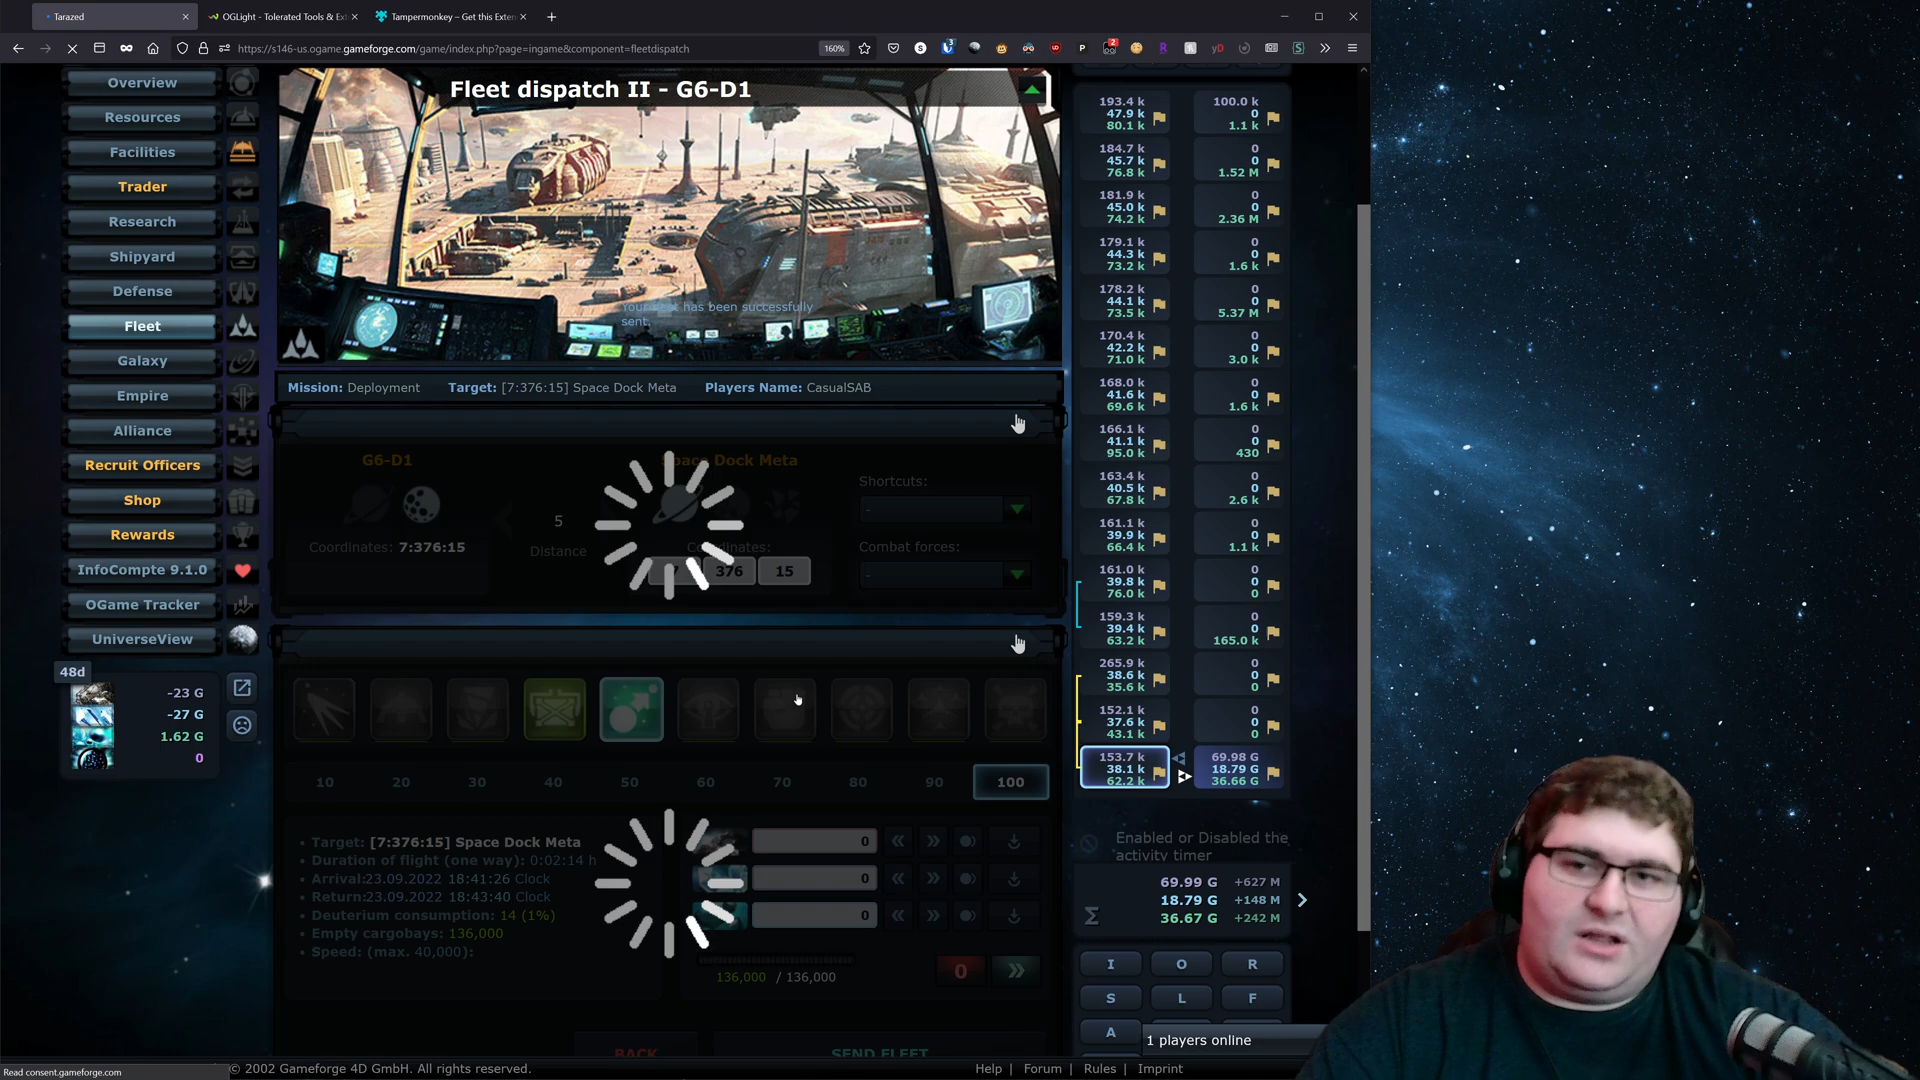 Tarazed
OGLight - Tolerated Tools & Ext
Tampermonkey – Get this Exten
https://s146-us.ogame.gameforge.com/game/index.php?page=ingame&component=fleetdispatch
160%
Overview
Resources
Facilities
Trader
Research
Shipyard
Defense
Fleet
Galaxy
Empire
Alliance
Recruit Officers
Shop
Rewards
InfoCompte 9.1.0
OGame Tracker
UniverseView
48d
-23 G
-27 G
1.62 G
0
Fleet dispatch II - G6-D1
Your fleet has been successfully
sent.
Mission: Deployment Target: [7:376:15] Space Dock Meta Players Name: CasualSAB
G6-D1
Space Dock Meta
Shortcuts:
-
5
Distance
Coordinates: 7:376:15
Coordinates:
7 376 15
Combat forces:
-
10 20 30 40 50 60 70 80 90 100
Target: [7:376:15] Space Dock Meta
Duration of flight (one way): 0:02:14 h
Arrival:23.09.2022 18:41:26 Clock
Return:23.09.2022 18:43:40 Clock
Deuterium consumption: 14 (1%)
Empty cargobays: 136,000
Speed: (max. 40,000):
0
0
0
136,000 / 136,000
0
BACK
SEND FLEET
193.4 k 100.0 k
47.9 k 0
80.1 k 1.1 k
184.7 k 0
45.7 k 0
76.8 k 1.52 M
181.9 k 0
45.0 k 0
74.2 k 2.36 M
179.1 k 0
44.3 k 0
73.2 k 1.6 k
178.2 k 0
44.1 k 0
73.5 k 5.37 M
170.4 k 0
42.2 k 0
71.0 k 3.0 k
168.0 k 0
41.6 k 0
69.6 k 1.6 k
166.1 k 0
41.1 k 0
95.0 k 430
163.4 k 0
40.5 k 0
67.8 k 2.6 k
161.1 k 0
39.9 k 0
66.4 k 1.1 k
161.0 k 0
39.8 k 0
76.0 k 0
159.3 k 0
39.4 k 0
63.2 k 165.0 k
265.9 k 0
38.6 k 0
35.6 k 0
152.1 k 0
37.6 k 0
43.1 k 0
153.7 k 69.98 G
38.1 k 18.79 G
62.2 k 36.66 G
Enabled or Disabled the
activity timer
69.99 G +627 M
18.79 G +148 M
Σ 36.67 G +242 M
I O R
S L F
A
1 players online
Read consent.gameforge.com
© 2002 Gameforge 4D GmbH. All rights reserved.
Help | Forum | Rules | Imprint